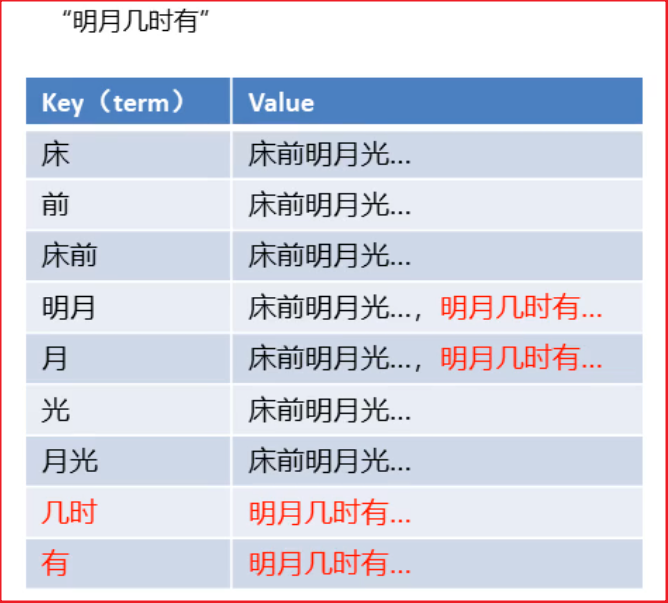 “明月几时有”
Key（term） Value
床 床前明月光...
前 床前明月光...
床前 床前明月光...
明月 床前明月光...，明月几时有...
月 床前明月光...，明月几时有...
光 床前明月光...
月光 床前明月光...
几时 明月几时有...
有 明月几时有...